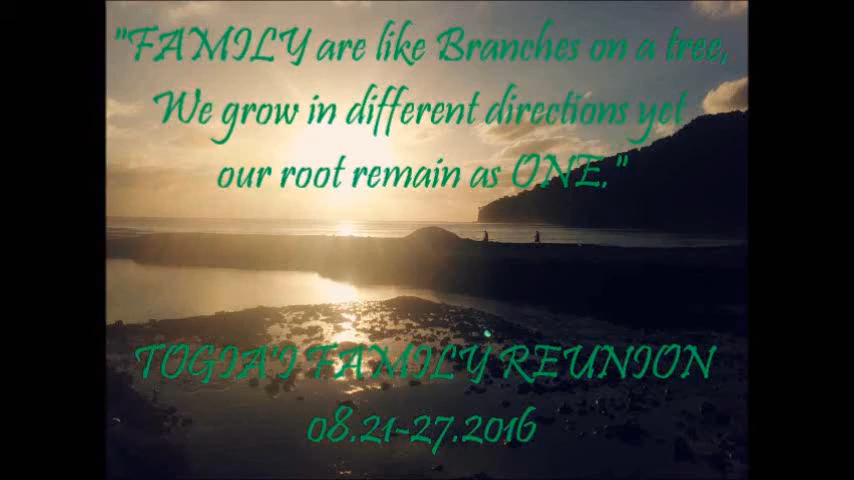 "FAMILY are like Branches on a tree,
We grow in different directions yet
our root remain as ONE."
TOGIA'I FAMILY REUNION
08.21-27.2016